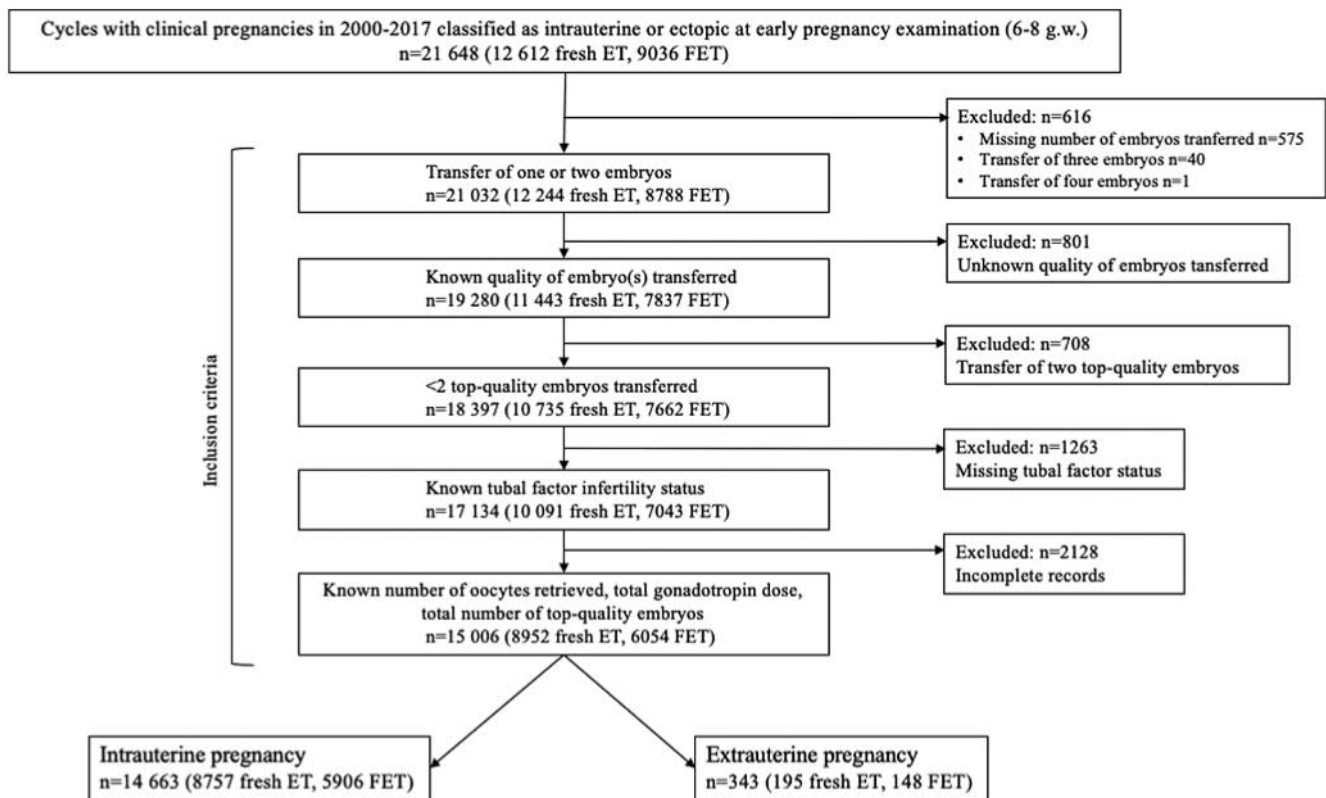 Cycles with clinical pregnancies in 2000-2017 classified as intrauterine or ectopic at early pregnancy examination (6-8 g.w.)
n=21 648 (12 612 fresh ET, 9036 FET)
Excluded: n=616
• Missing number of embryos tranferred n=575
• Transfer of three embryos n=40
• Transfer of four embryos n=1
Inclusion criteria
Transfer of one or two embryos
n=21 032 (12 244 fresh ET, 8788 FET)
Excluded: n=801
Unknown quality of embryos tansferred
Known quality of embryo(s) transferred
n=19 280 (11 443 fresh ET, 7837 FET)
Excluded: n=708
Transfer of two top-quality embryos
<2 top-quality embryos transferred
n=18 397 (10 735 fresh ET, 7662 FET)
Excluded: n=1263
Missing tubal factor status
Known tubal factor infertility status
n=17 134 (10 091 fresh ET, 7043 FET)
Excluded: n=2128
Incomplete records
Known number of oocytes retrieved, total gonadotropin dose,
total number of top-quality embryos
n=15 006 (8952 fresh ET, 6054 FET)
Intrauterine pregnancy
n=14 663 (8757 fresh ET, 5906 FET)
Extrauterine pregnancy
n=343 (195 fresh ET, 148 FET)